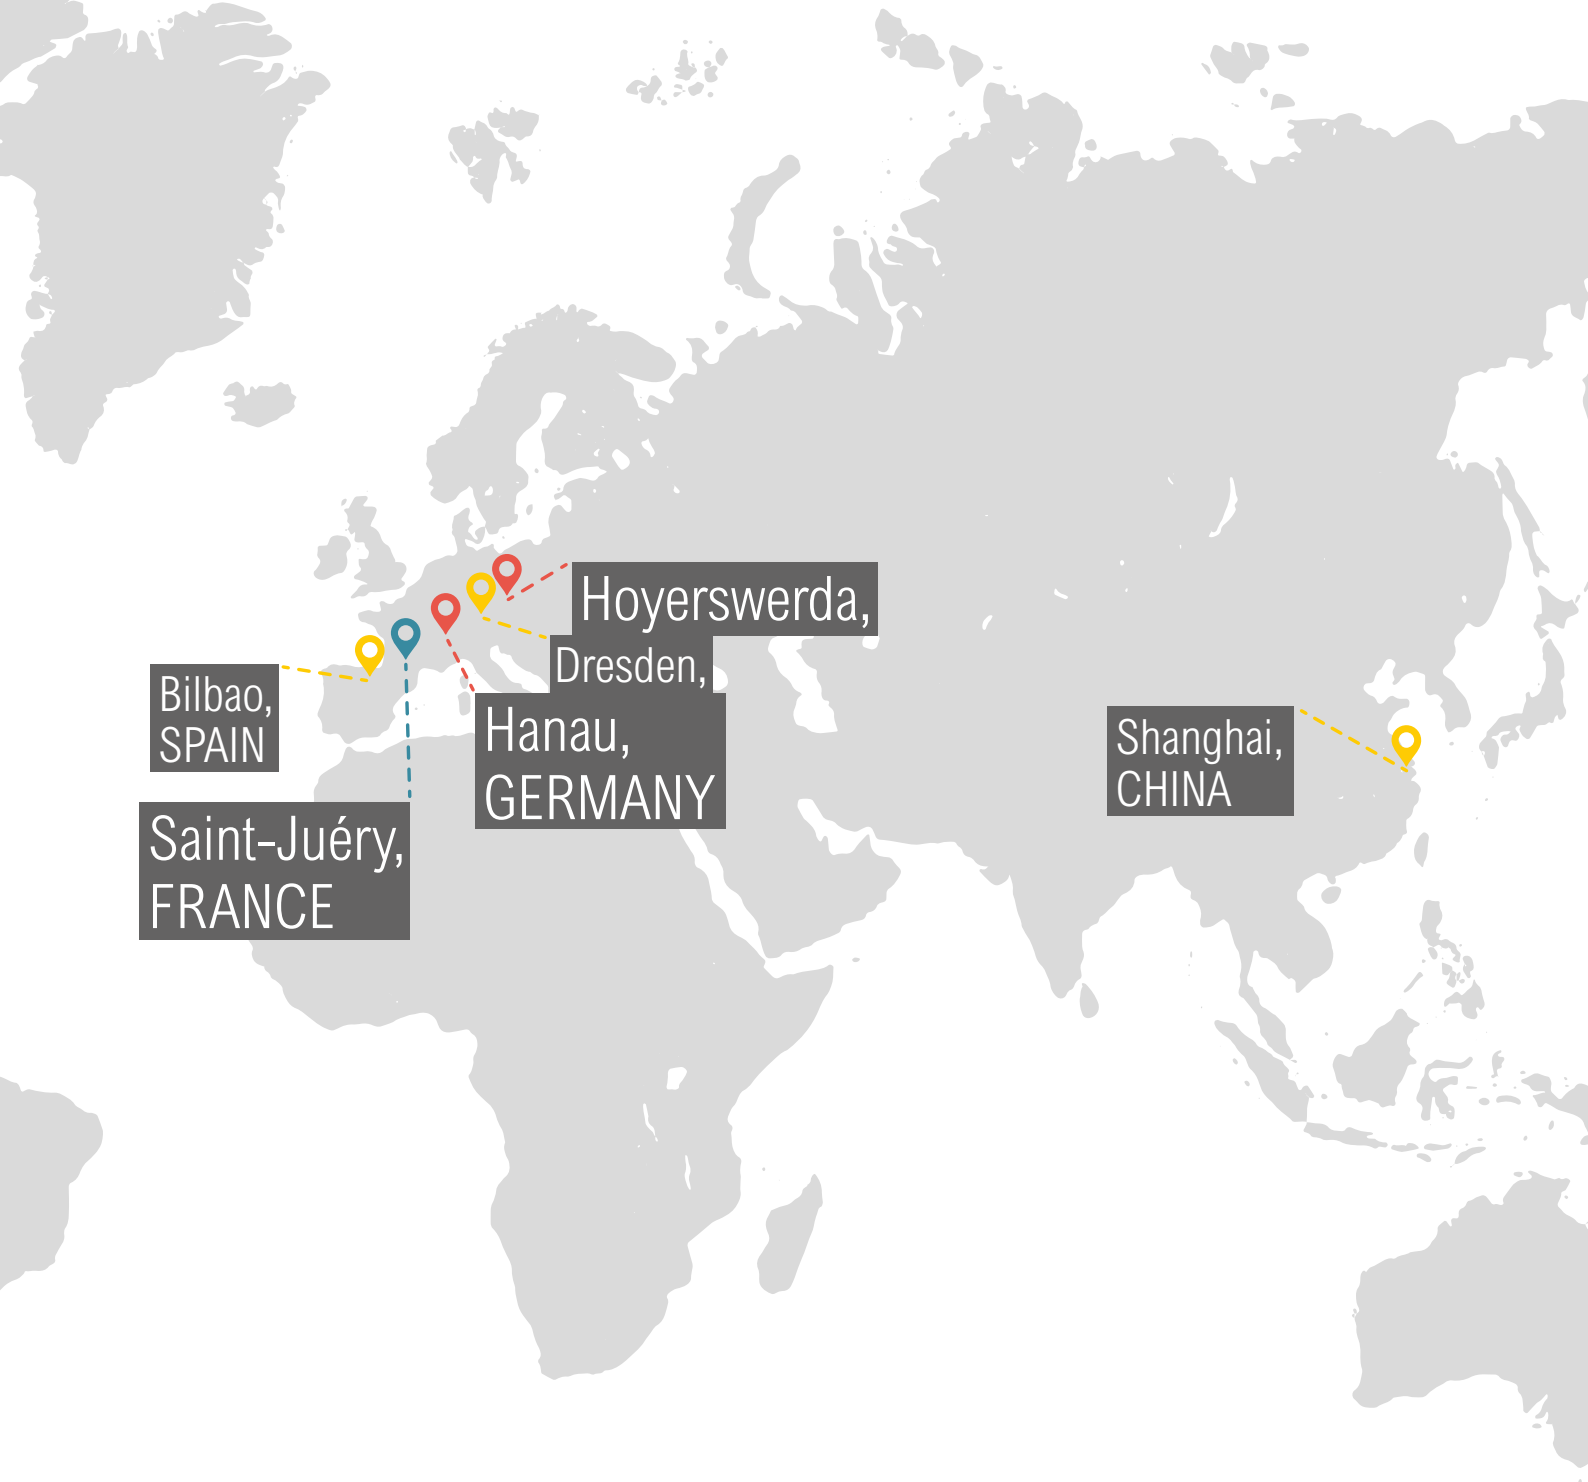 Hoyerswerda,
Dresden,
Hanau,
GERMANY
Bilbao,
SPAIN
Saint-Juéry,
FRANCE
Shanghai,
CHINA